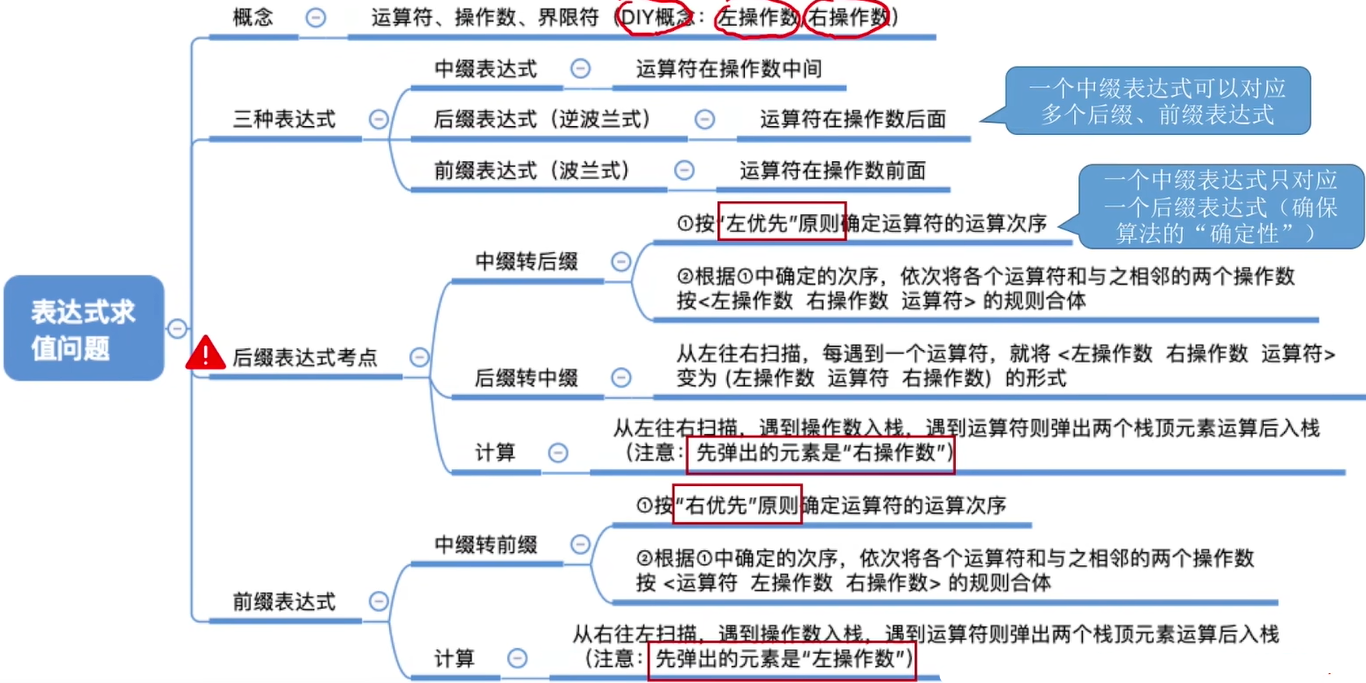 概念
运算符、操作数、界限符（DIY概念：左操作数/右操作数）
中缀表达式
运算符在操作数中间
三种表达式
后缀表达式（逆波兰式）
运算符在操作数后面
前缀表达式（波兰式）
运算符在操作数前面
一个中缀表达式可以对应
多个后缀、前缀表达式
一个中缀表达式只对应
一个后缀表达式（确保
算法的“确定性”）
表达式求
值问题
后缀表达式考点
中缀转后缀
①按“左优先”原则确定运算符的运算次序
②根据①中确定的次序，依次将各个运算符和与之相邻的两个操作数
按<左操作数 右操作数 运算符> 的规则合体
后缀转中缀
从左往右扫描，每遇到一个运算符，就将 <左操作数 右操作数 运算符>
变为 (左操作数 运算符 右操作数) 的形式
计算
从左往右扫描，遇到操作数入栈，遇到运算符则弹出两个栈顶元素运算后入栈
（注意：先弹出的元素是“右操作数”）
前缀表达式
中缀转前缀
①按“右优先”原则确定运算符的运算次序
②根据①中确定的次序，依次将各个运算符和与之相邻的两个操作数
按 <运算符 左操作数 右操作数> 的规则合体
计算
从右往左扫描，遇到操作数入栈，遇到运算符则弹出两个栈顶元素运算后入栈
（注意：先弹出的元素是“左操作数”）